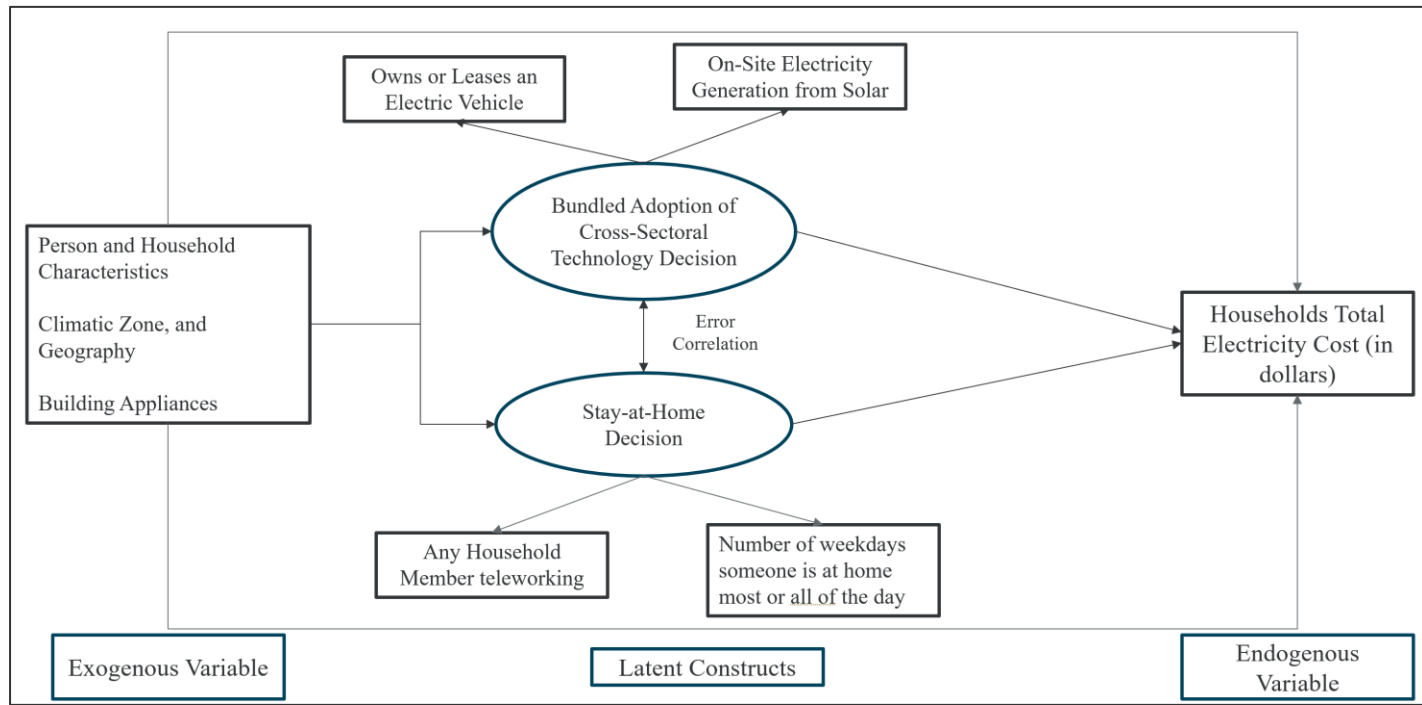 Owns or Leases an
Electric Vehicle
On-Site Electricity
Generation from Solar
Person and Household
Characteristics
Climatic Zone, and
Geography
Building Appliances
Bundled Adoption of
Cross-Sectoral
Technology Decision
Error
Correlation
Stay-at-Home
Decision
Households Total
Electricity Cost (in
dollars)
Any Household
Member teleworking
Number of weekdays
someone is at home
most or all of the day
Exogenous Variable
Latent Constructs
Endogenous
Variable